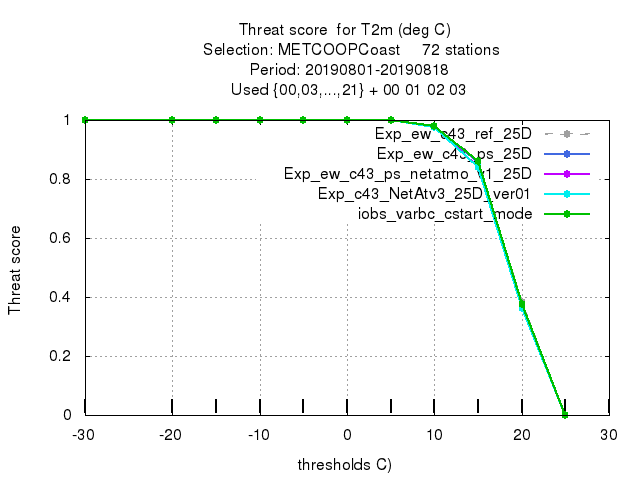 Threat score  for T2m (deg C)
Selection: METCOOPCoast     72 stations
Period: 20190801-20190818
Used {00,03,...,21} + 00 01 02 03
Exp_ew_c43_ref_25D
Exp_ew_c43_ps_25D
Exp_ew_c43_ps_netatmo_v1_25D
Exp_c43_NetAtv3_25D_ver01
iobs_varbc_cstart_mode
Threat score
1
0.8
0.6
0.4
0.2
0
-30 -20 -10 0 10 20 30
thresholds C)